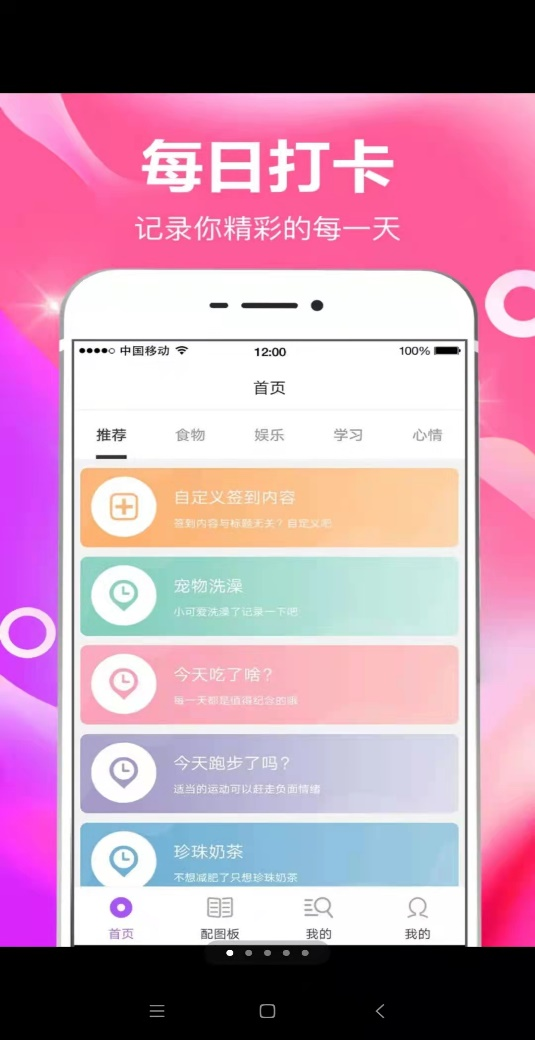 每日打卡
记录你精彩的每一天
中国移动
12:00
100%
首页
推荐
食物
娱乐
学习
心情
自定义签到内容
签到内容与标题无关？自定义吧
宠物洗澡
小可爱洗澡了记录一下吧
今天吃了啥？
每一天都是值得纪念的哦
今天跑步了吗？
适当的运动可以赶走负面情绪
珍珠奶茶
不想减肥了只想珍珠奶茶
首页
配图板
我的
我的